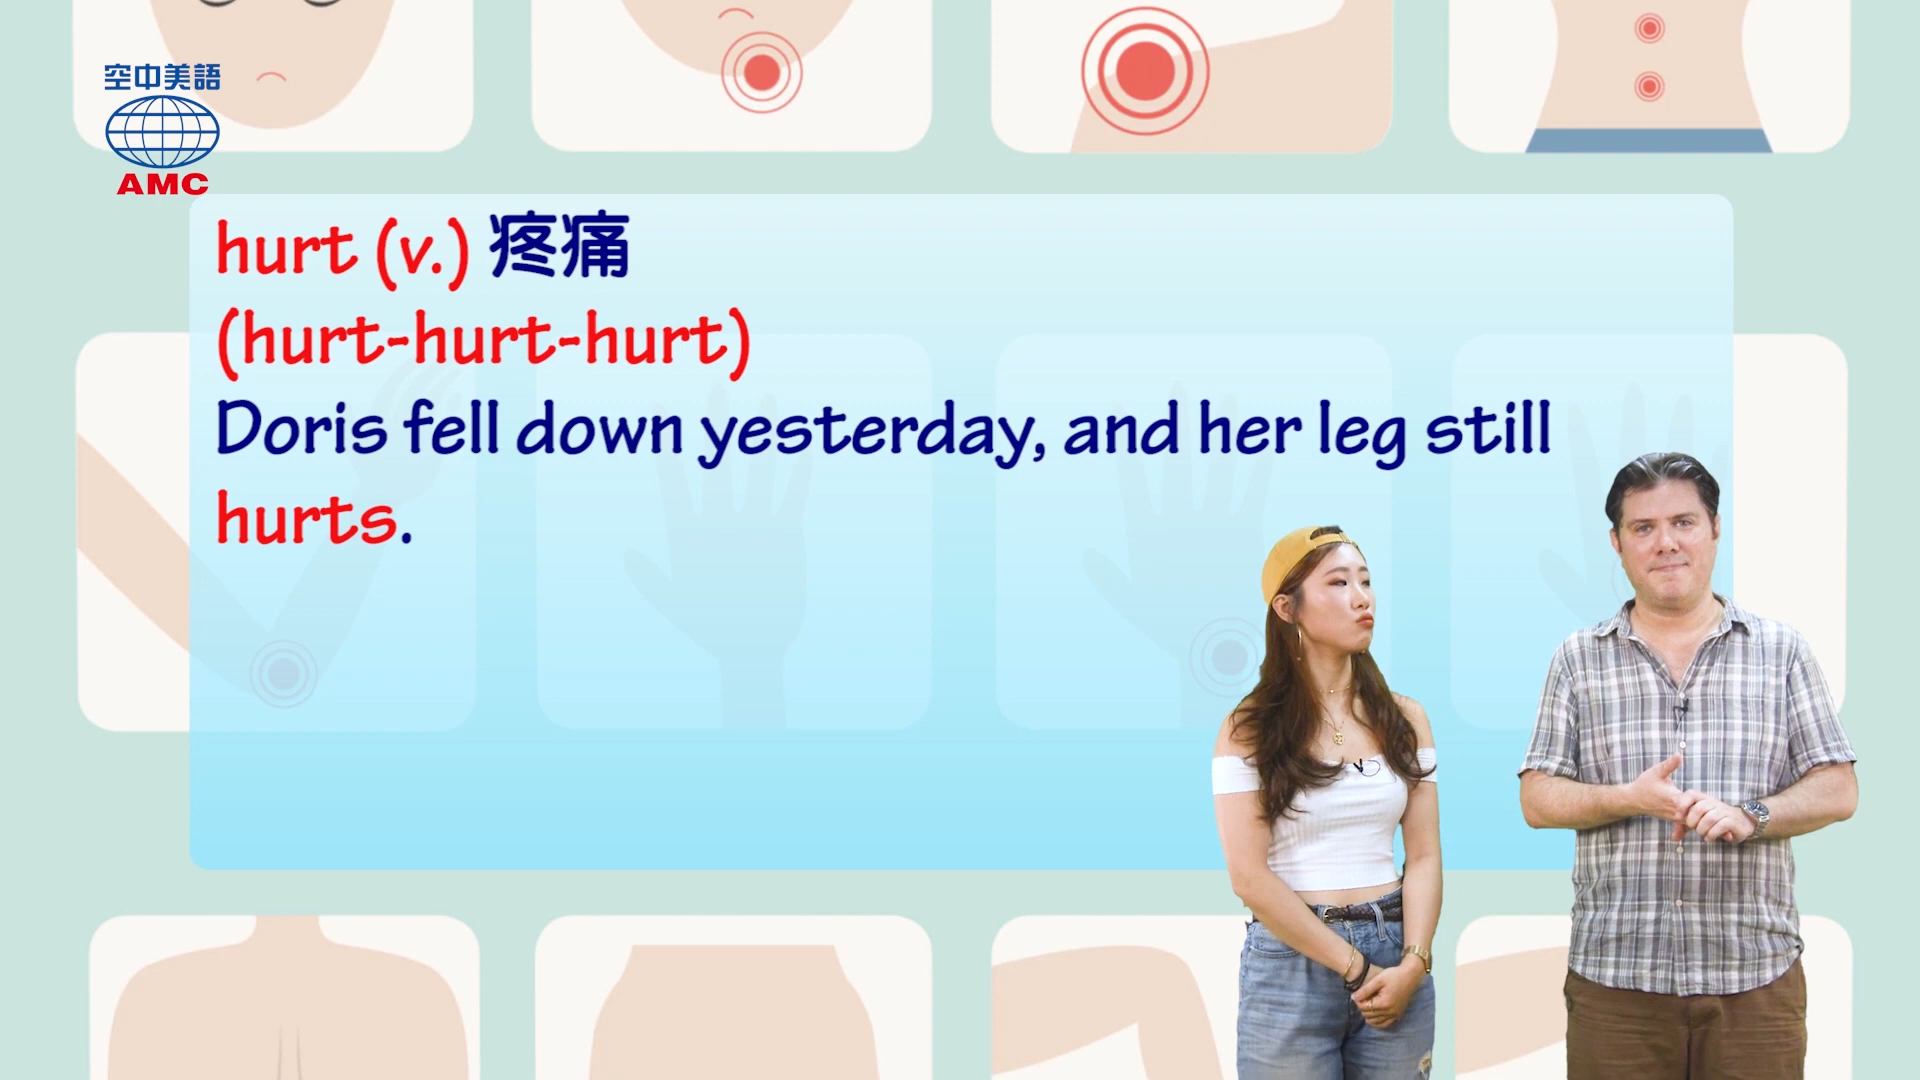 空中美語
AMC
hurt (v.) 疼痛
(hurt-hurt-hurt)
Doris fell down yesterday, and her leg still
hurts.